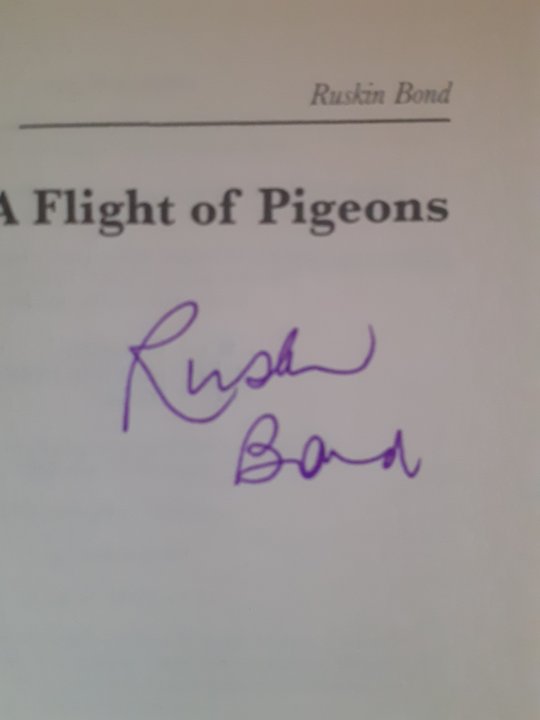 Ruskin Bond
A Flight of Pigeons
Ruskin
Bond